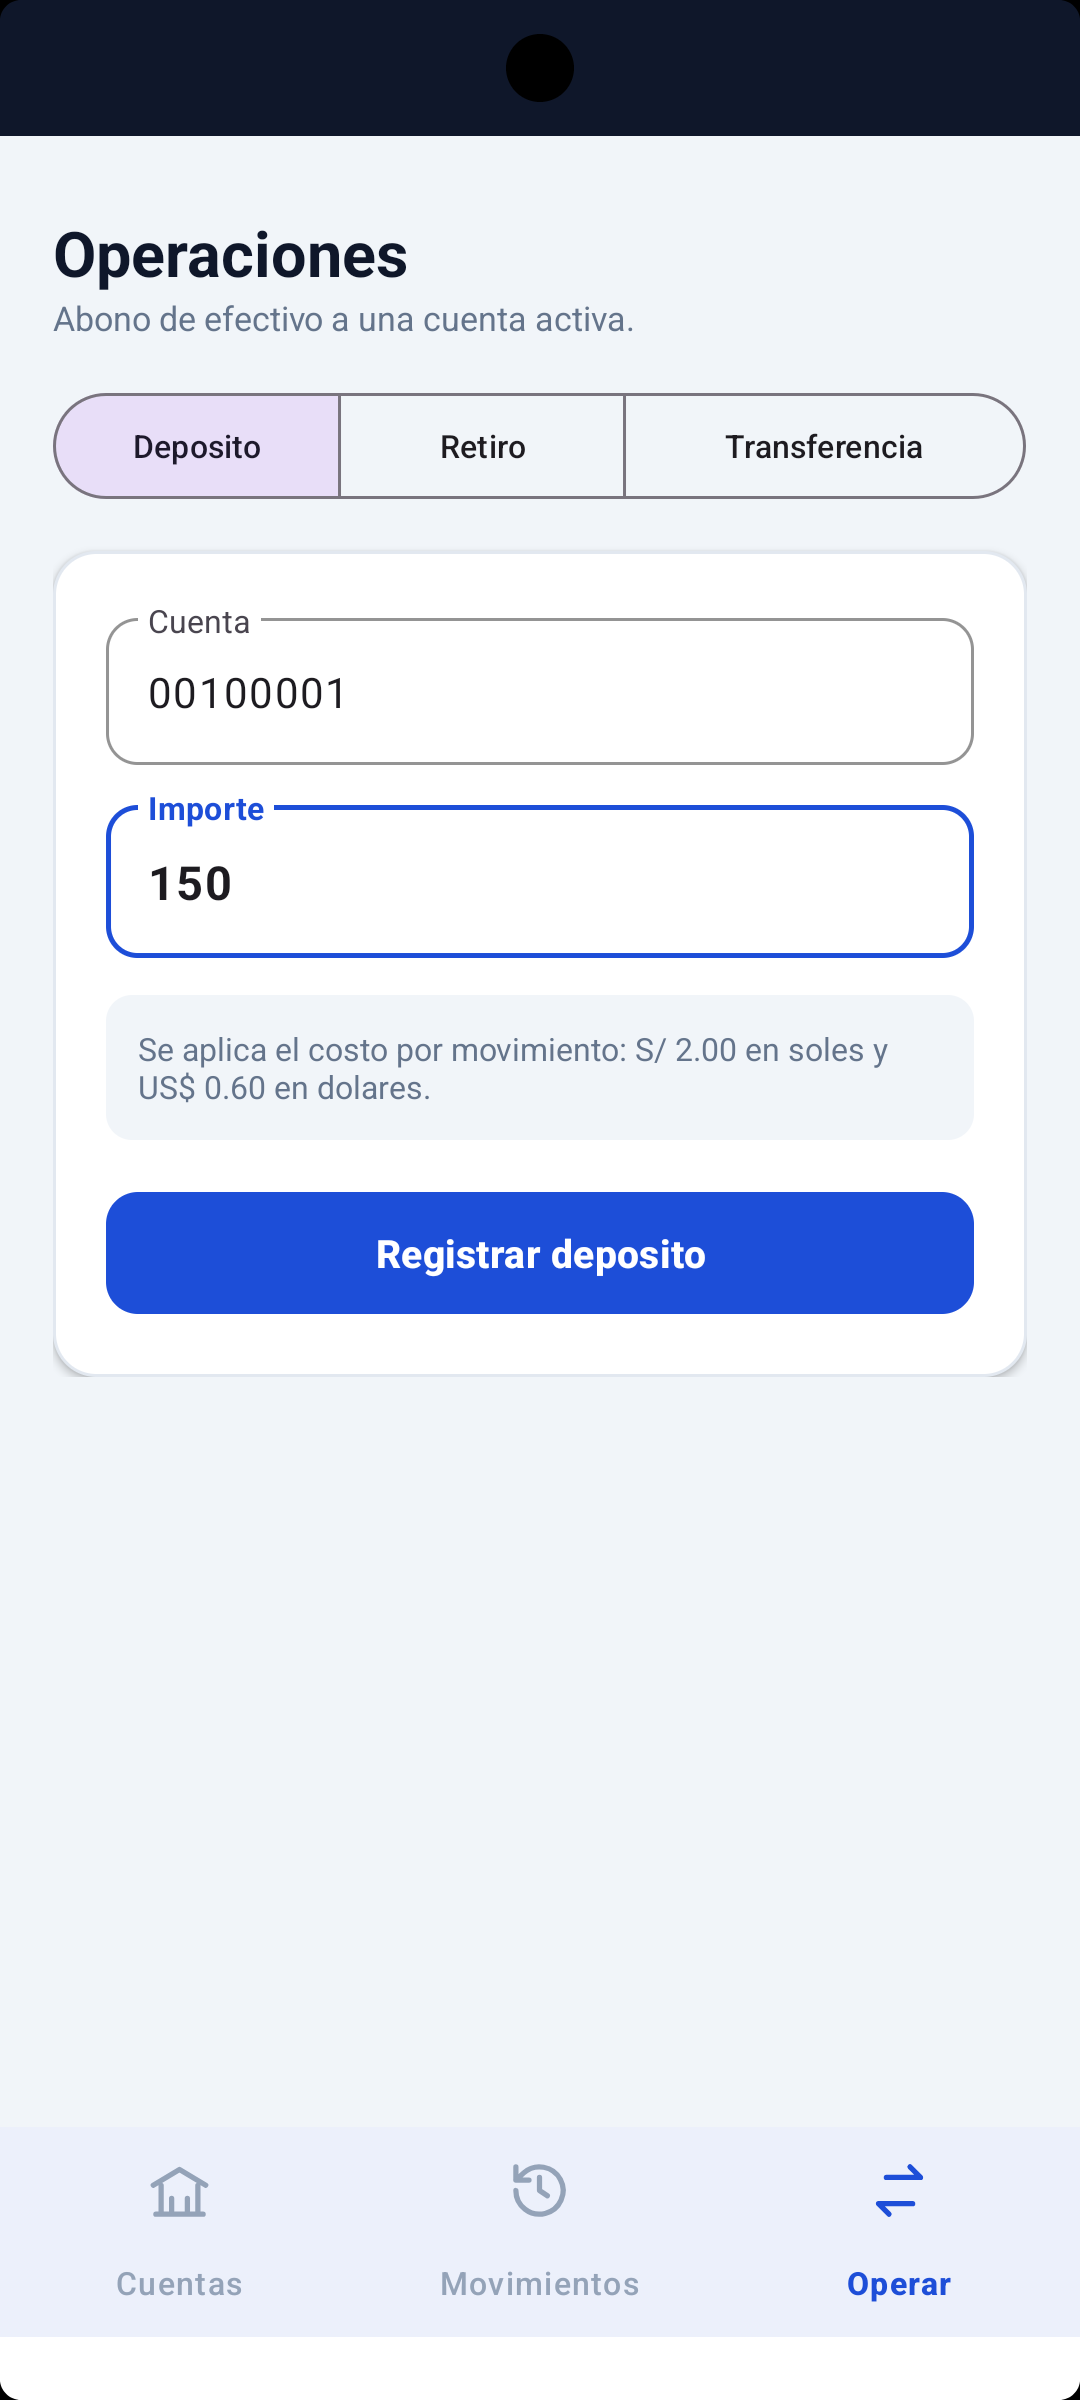 Operaciones
Abono de efectivo a una cuenta activa.
Deposito
Retiro
Transferencia
Cuenta
00100001
Importe
150
Se aplica el costo por movimiento: S/ 2.00 en soles y
US$ 0.60 en dolares.
Registrar deposito
Cuentas
Movimientos
Operar